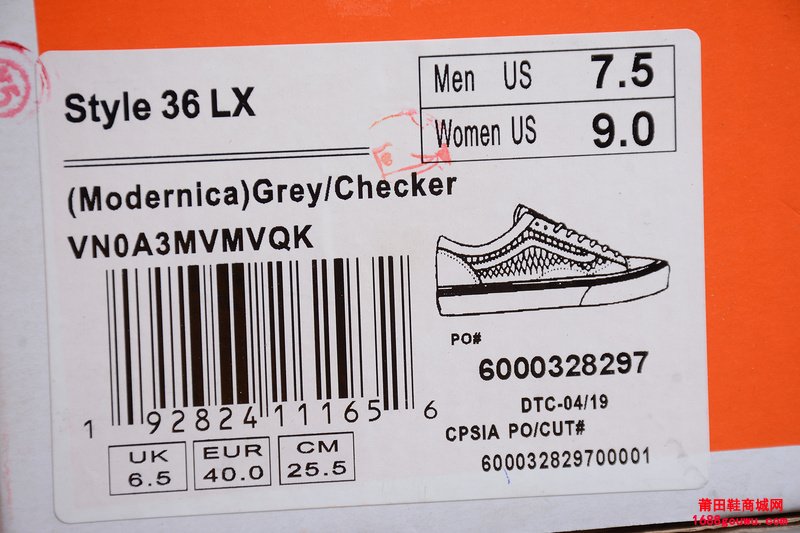 Style 36 LX
Men US 7.5
Women US 9.0
(Modernica)Grey/Checker
VN0A3MVMVQK
PO#
6000328297
DTC-04/19
CPSIA PO/CUT#
600032829700001
1 92824 11165 6
UK
6.5
EUR
40.0
CM
25.5
莆田鞋商城网
1688goumu.com